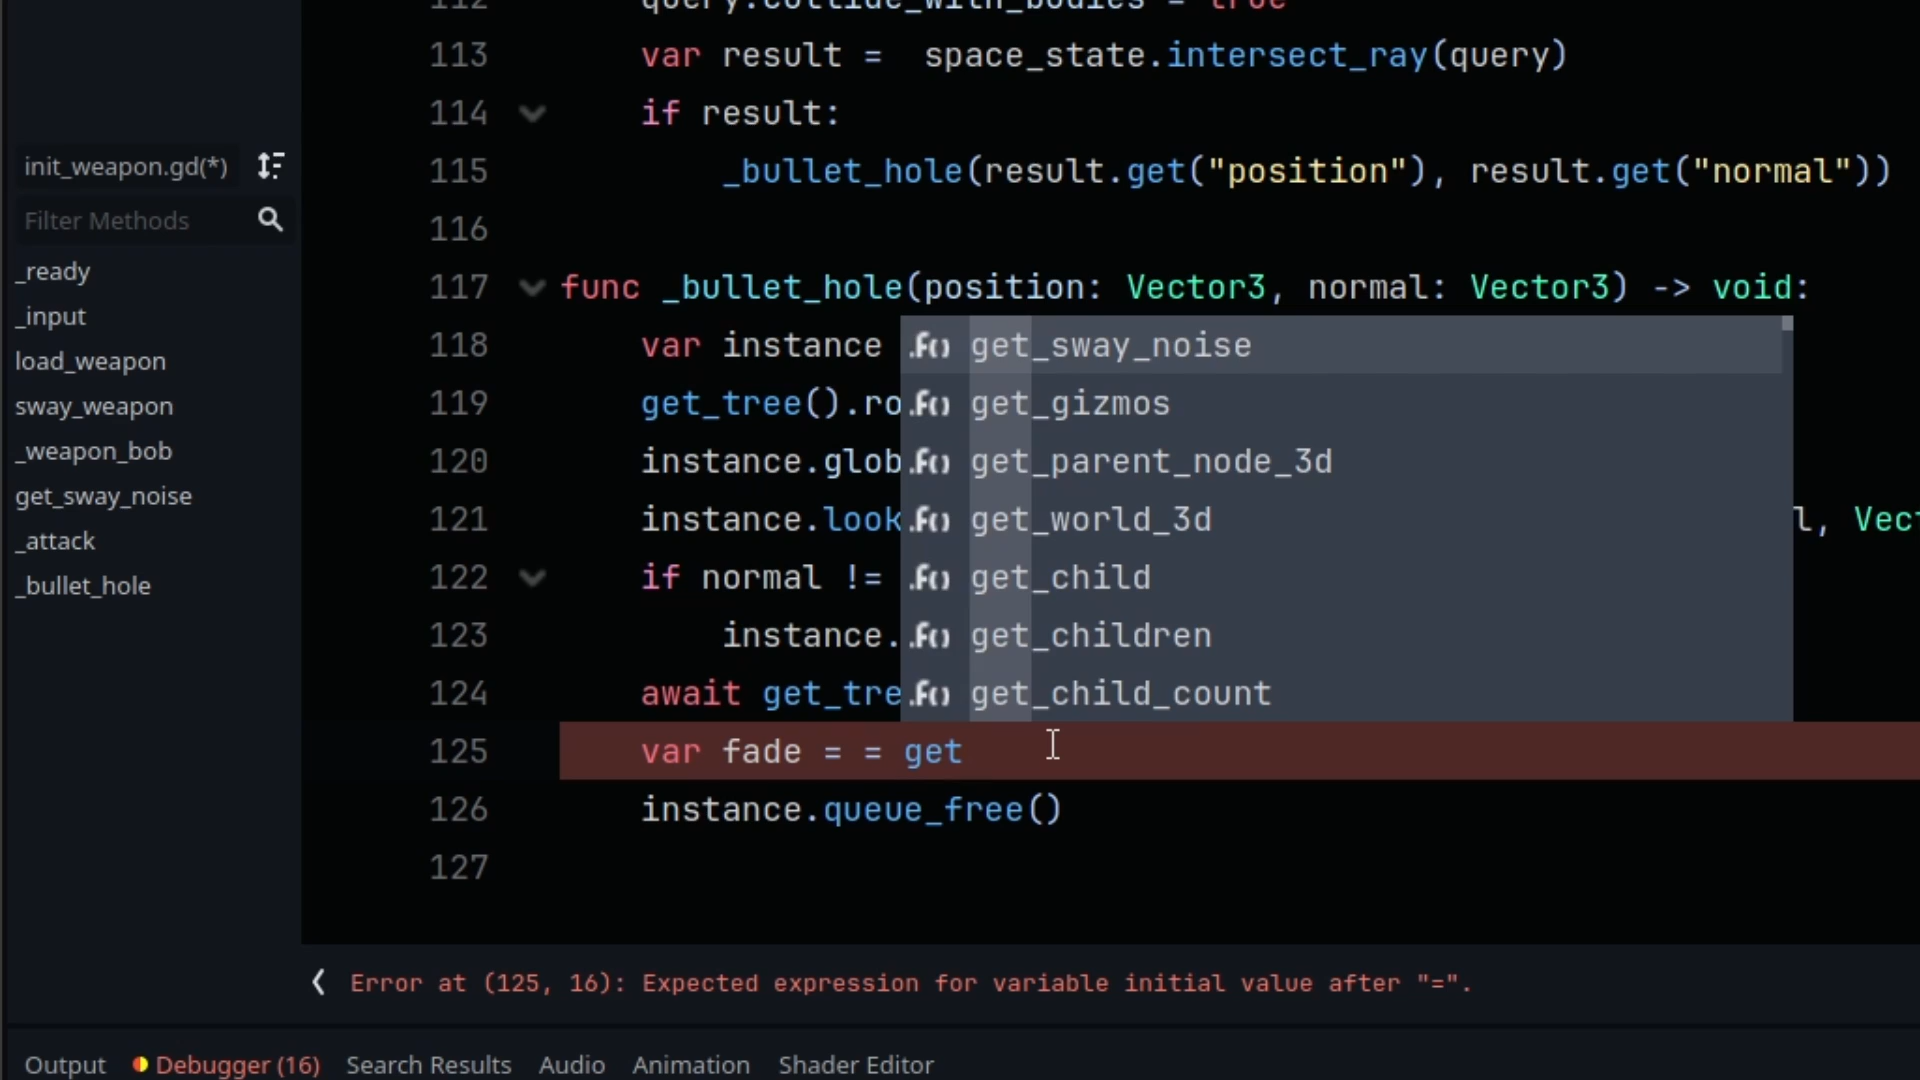 112 query.collide_with_bodies = true
113 var result =  space_state.intersect_ray(query)
114 if result:
115 _bullet_hole(result.get("position"), result.get("normal"))
116
117 func _bullet_hole(position: Vector3, normal: Vector3) -> void:
118 var instance
119 get_tree().ro
120 instance.glob
121 instance.look l, Vec
122 if normal !=
123 instance.
124 await get_tre
125 var fade = = get
126 instance.queue_free()
127
.f() get_sway_noise
.f() get_gizmos
.f() get_parent_node_3d
.f() get_world_3d
.f() get_child
.f() get_children
.f() get_child_count
init_weapon.gd(*)
Filter Methods
_ready
_input
load_weapon
sway_weapon
_weapon_bob
get_sway_noise
_attack
_bullet_hole
Error at (125, 16): Expected expression for variable initial value after "=".
Output Debugger (16) Search Results Audio Animation Shader Editor